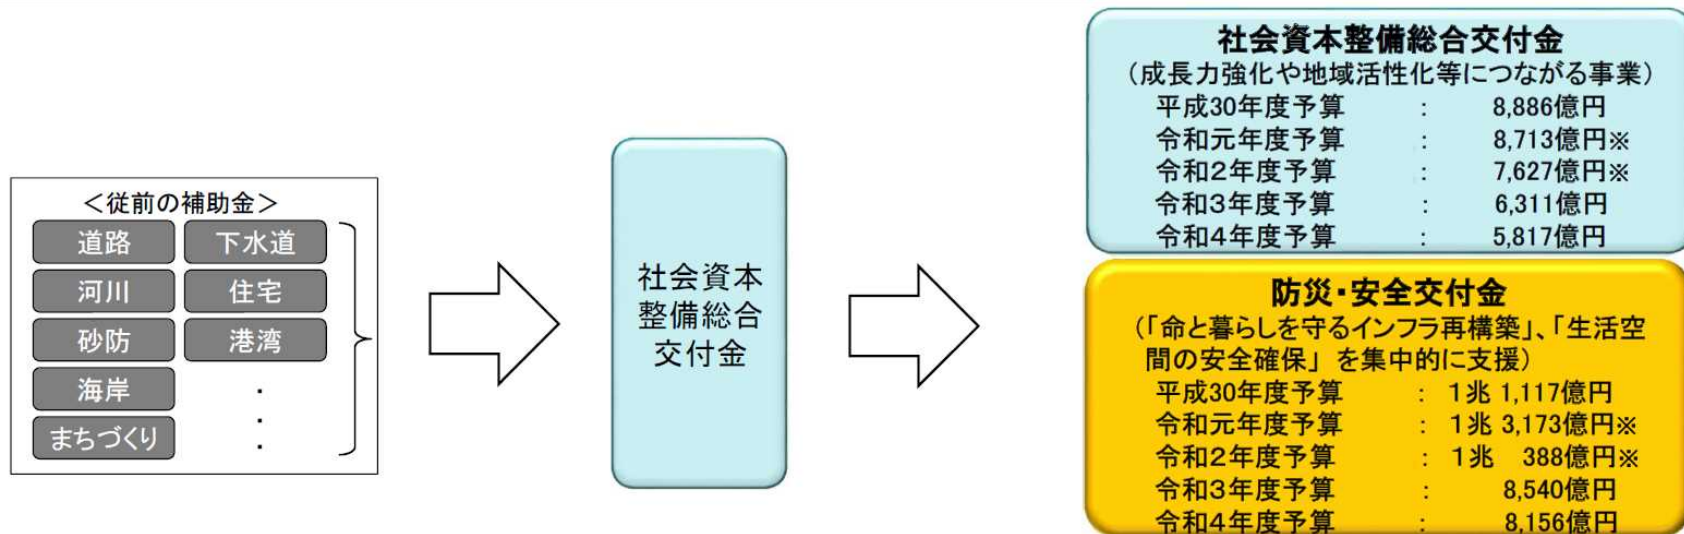 ＜従前の補助金＞
道路 下水道
河川 住宅
砂防 港湾
海岸 ・
まちづくり ・
・
社会資本
整備総合
交付金
社会資本整備総合交付金
（成長力強化や地域活性化等につながる事業）
平成30年度予算 ： 8,886億円
令和元年度予算 ： 8,713億円※
令和２年度予算 ： 7,627億円※
令和３年度予算 ： 6,311億円
令和４年度予算 ： 5,817億円
防災・安全交付金
（「命と暮らしを守るインフラ再構築」、「生活空
間の安全確保」 を集中的に支援）
平成30年度予算 ： １兆 1,117億円
令和元年度予算 ： １兆 3,173億円※
令和２年度予算 ： １兆 388億円※
令和３年度予算 ： 8,540億円
令和４年度予算 ： 8,156億円